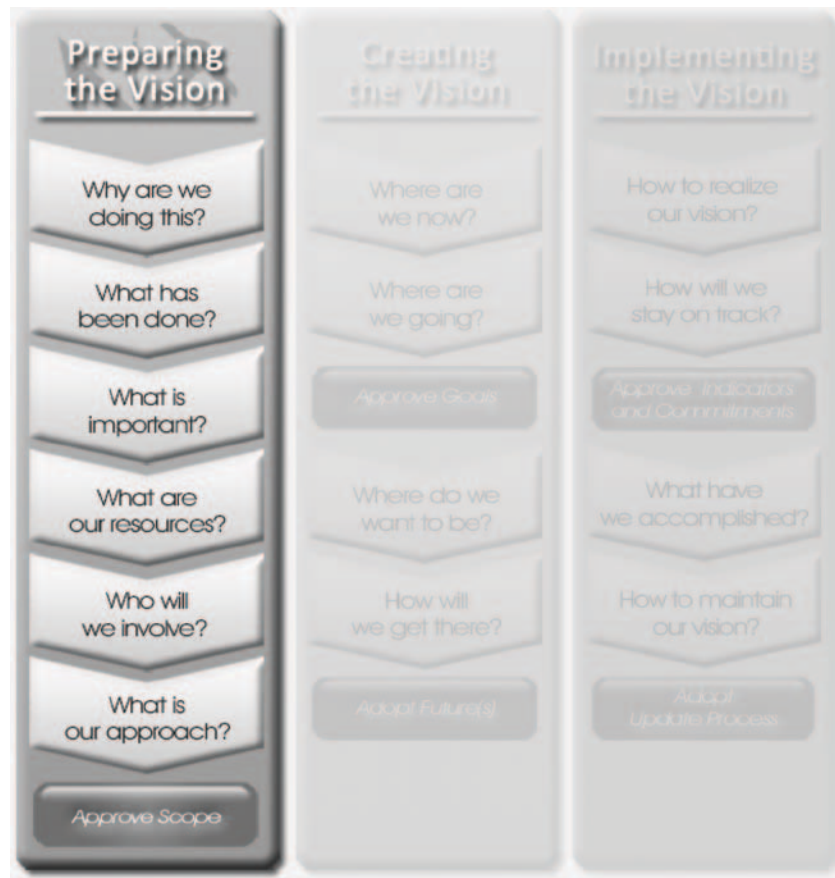 Preparing
the Vision
Why are we
doing this?
What has
been done?
What is
important?
What are
our resources?
Who will
we involve?
What is
our approach?
Approve Scope
Creating
the Vision
Where are
we now?
Where are
we going?
Approve Goals
Where do we
want to be?
How will
we get there?
Adopt Future(s)
Implementing
the Vision
How to realize
our vision?
How will we
stay on track?
Approve Indicators
and Commitments
What have
we accomplished?
How to maintain
our vision?
Adopt
Update Process